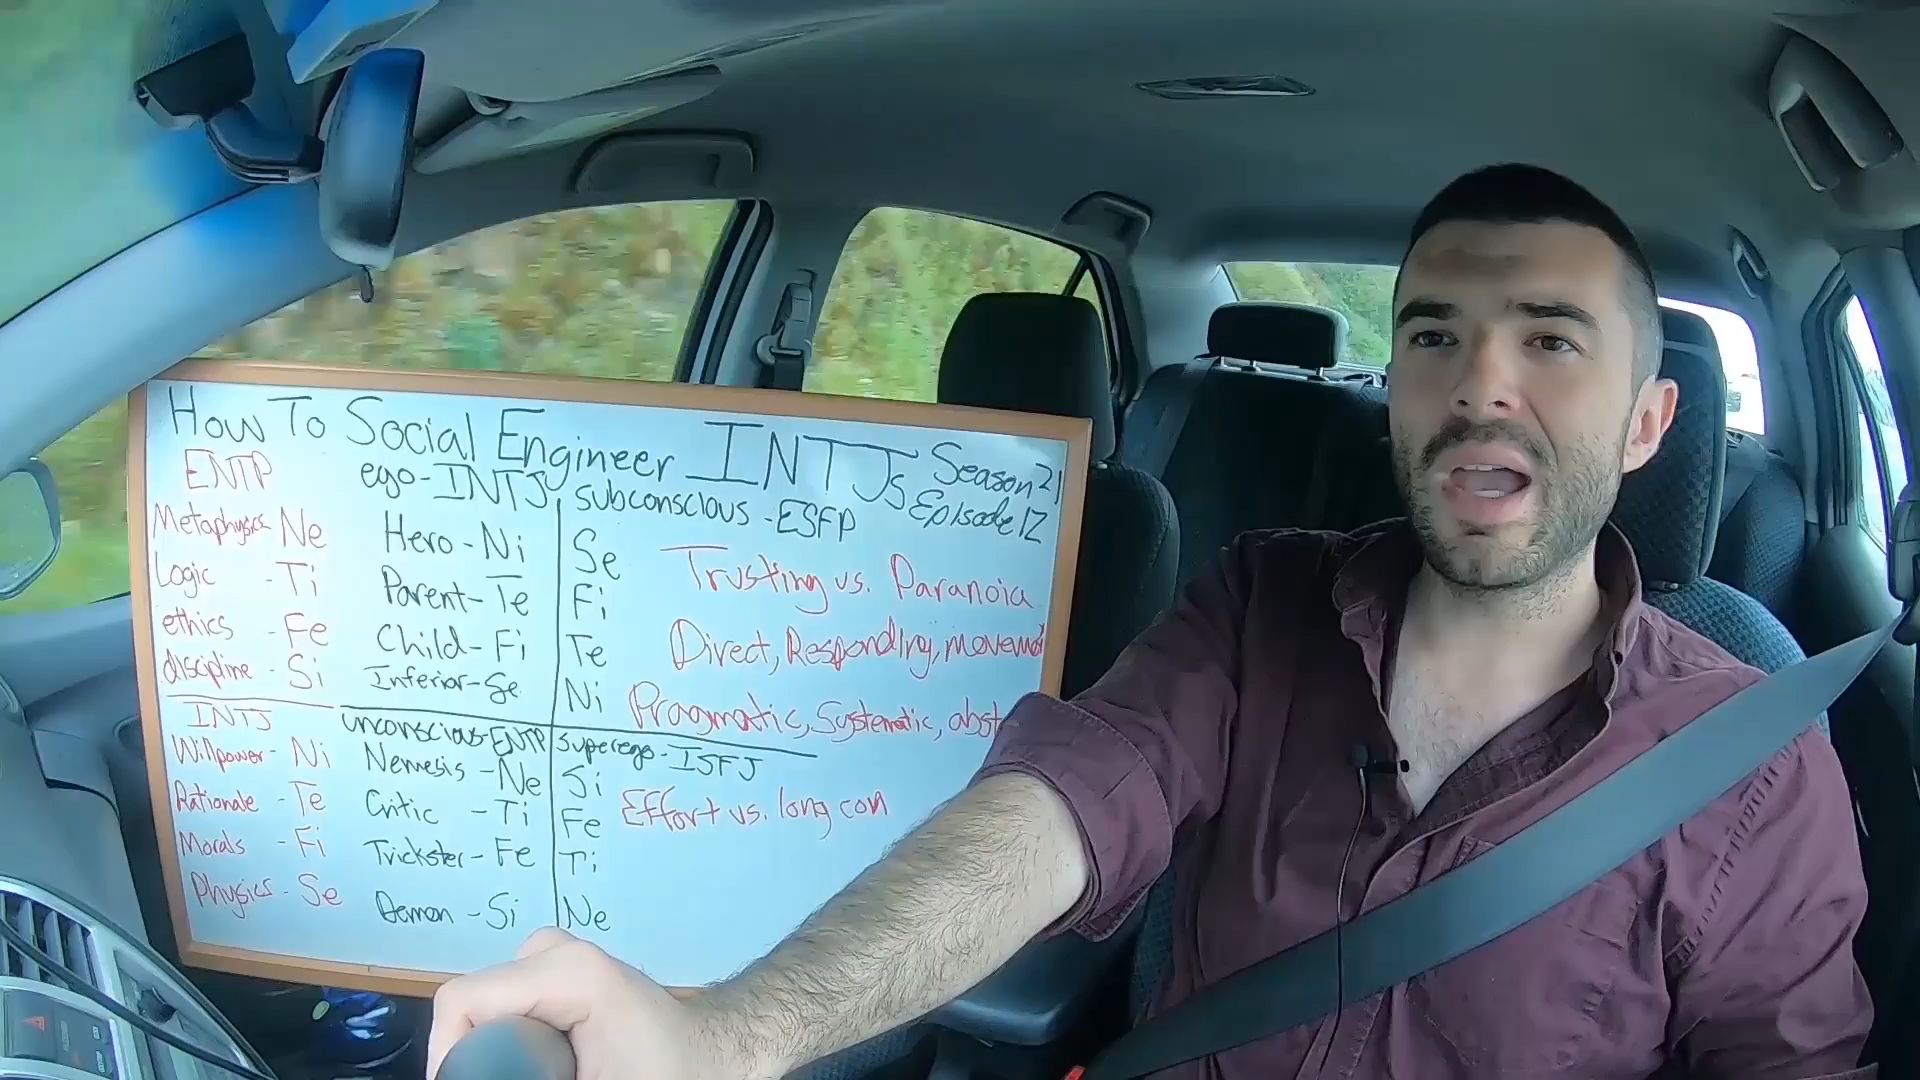 How To Social Engineer INTJs Season 21
Episode 12
ENTP
ego-INTJ
subconscious-ESFP
Metaphysics Ne
Logic -Ti
ethics -Fe
discipline -Si
INTJ
Willpower-Ni
Rationale-Te
Morals -Fi
Physics-Se
Hero-Ni
Parent-Te
Child-Fi
Inferior-Se
Se
Fi
Te
Ni
unconscious-ENTP
Nemesis-Ne
Critic -Ti
Trickster-Fe
Demon-Si
superego-ISFJ
Si
Fe
Ti
Ne
Trusting vs. Paranoia
Direct, Responding,
Pragmatic, Systematic,
Effort vs. long con